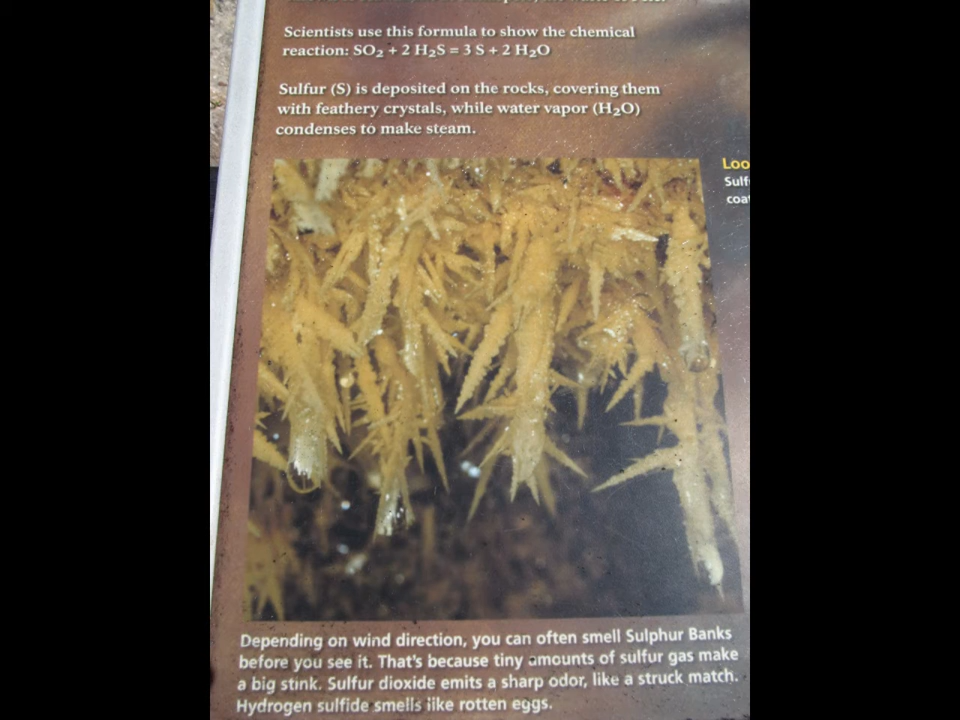 Scientists use this formula to show the chemical
reaction: SO₂ + 2 H₂S = 3 S + 2 H₂O
Sulfur (S) is deposited on the rocks, covering them
with feathery crystals, while water vapor (H₂O)
condenses to make steam.
Loo
Sulf
coa
Depending on wind direction, you can often smell Sulphur Banks
before you see it. That's because tiny amounts of sulfur gas make
a big stink. Sulfur dioxide emits a sharp odor, like a struck match.
Hydrogen sulfide smells like rotten eggs.